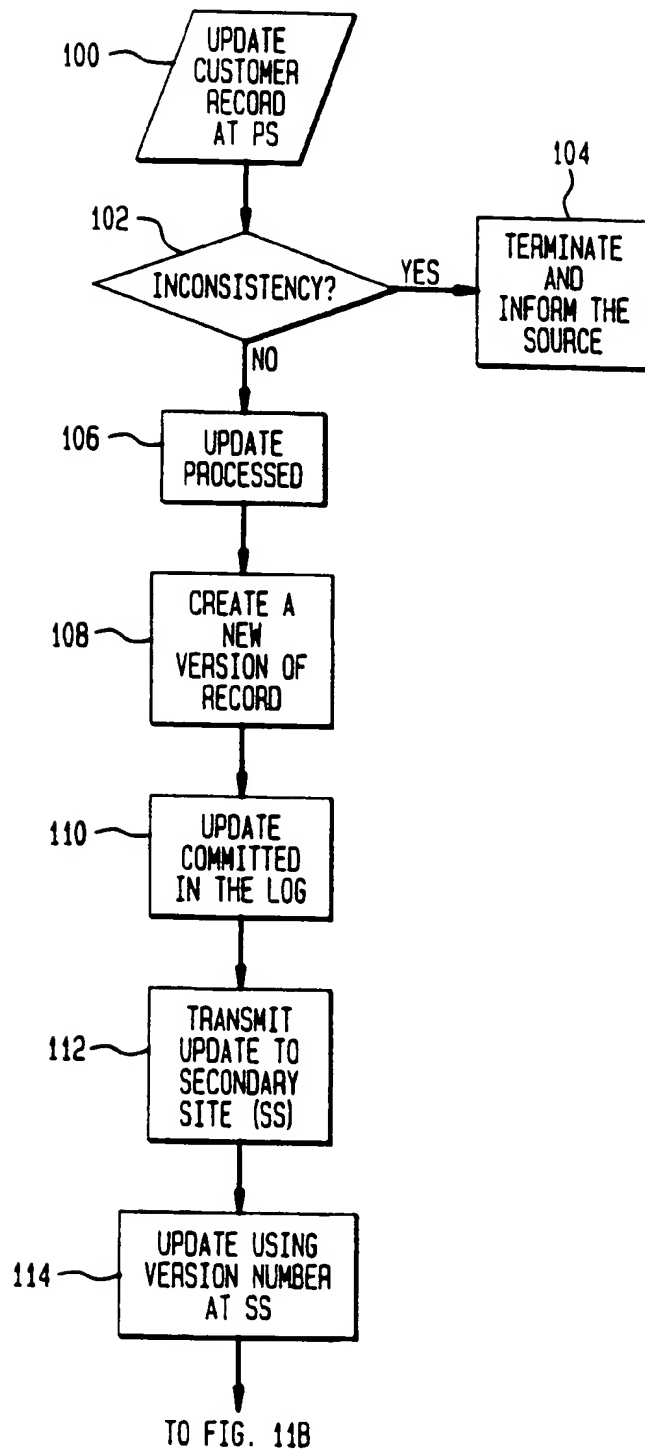 100
UPDATE
CUSTOMER
RECORD
AT PS
102
INCONSISTENCY?
YES
104
TERMINATE
AND
INFORM THE
SOURCE
NO
106
UPDATE
PROCESSED
108
CREATE A
NEW
VERSION OF
RECORD
110
UPDATE
COMMITTED
IN THE LOG
112
TRANSMIT
UPDATE TO
SECONDARY
SITE (SS)
114
UPDATE USING
VERSION NUMBER
AT SS
TO FIG. 11B